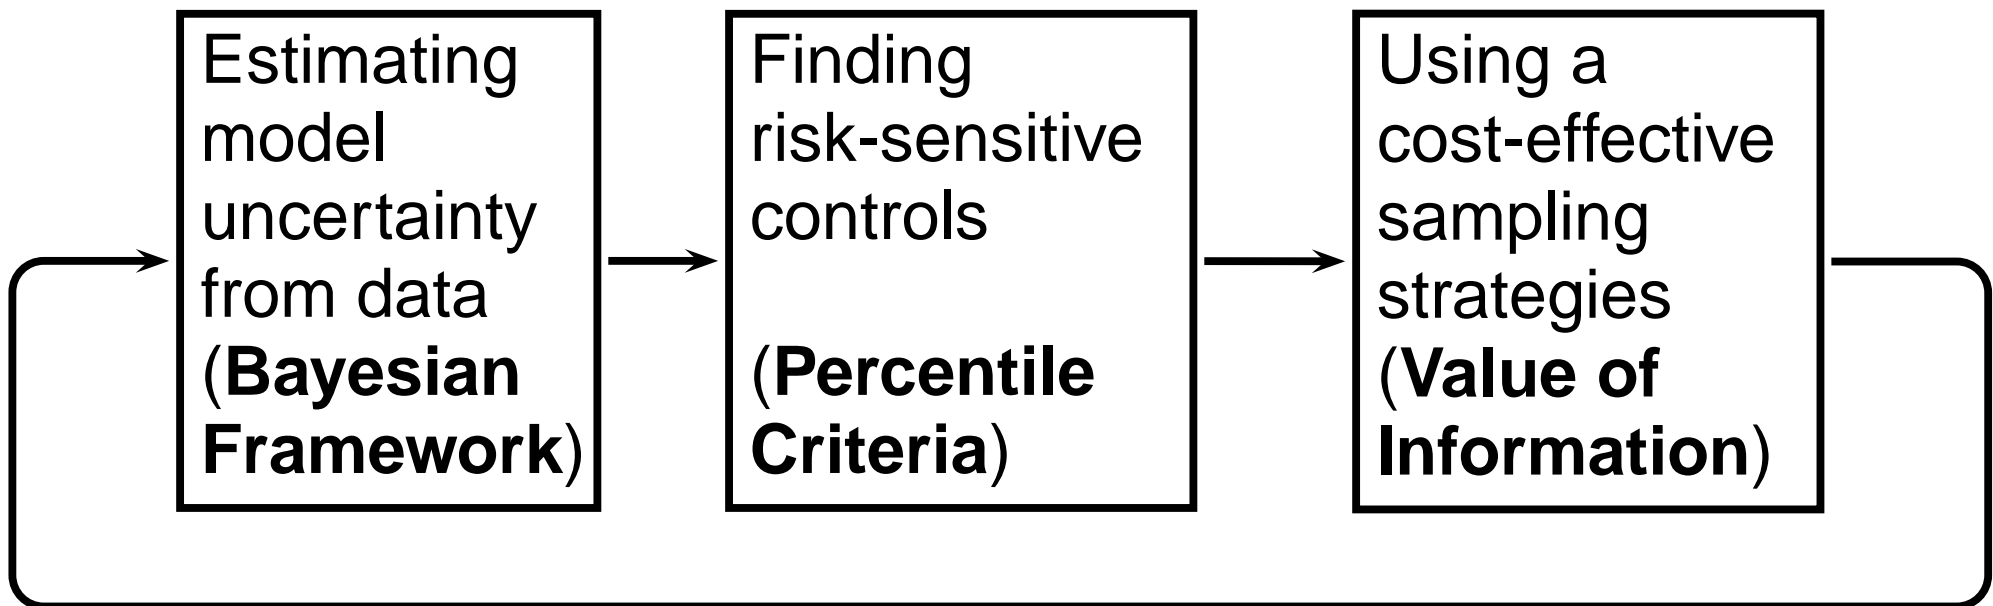 Estimating
model
uncertainty
from data
(Bayesian
Framework)
Finding
risk-sensitive
controls
(Percentile
Criteria)
Using a
cost-effective
sampling
strategies
(Value of
Information)